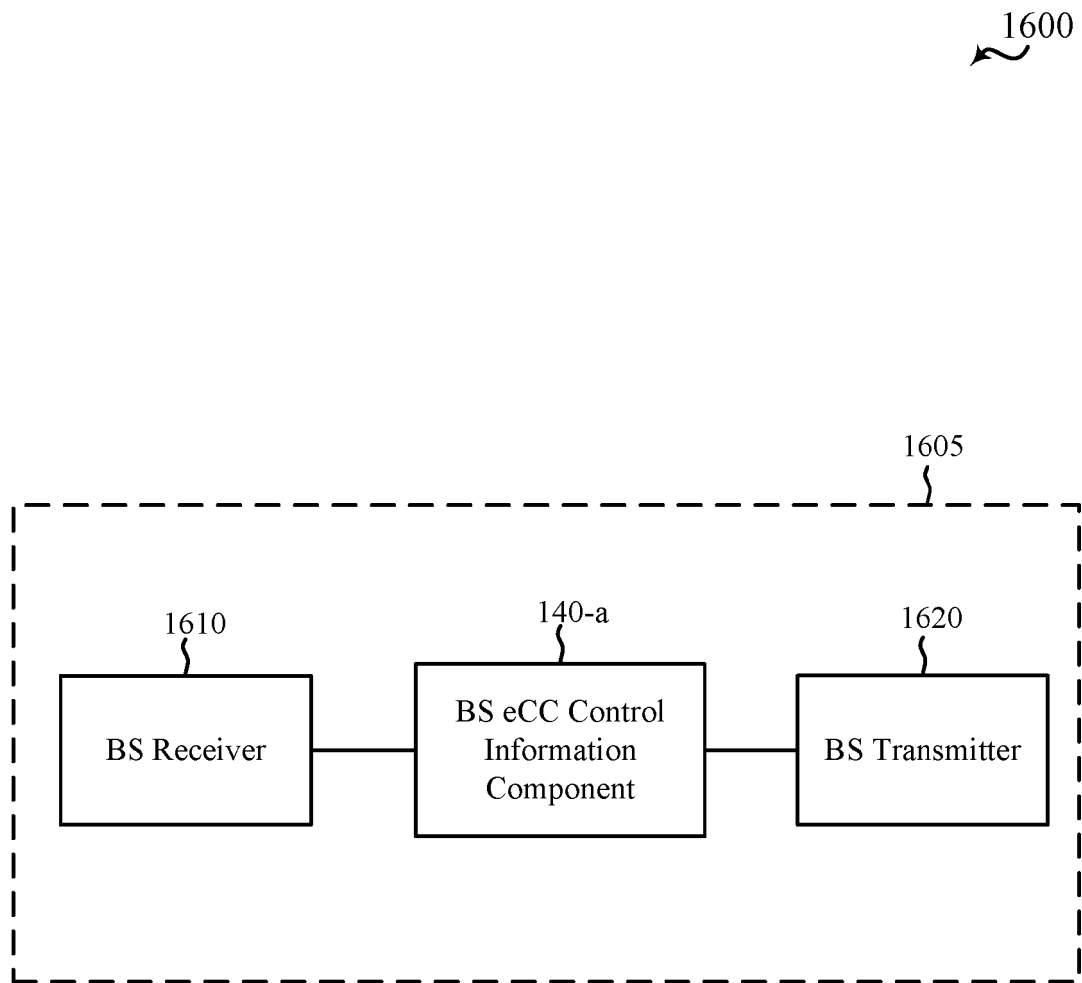 1600
1605
1610
140-a
1620
BS Receiver
BS eCC Control
Information
Component
BS Transmitter